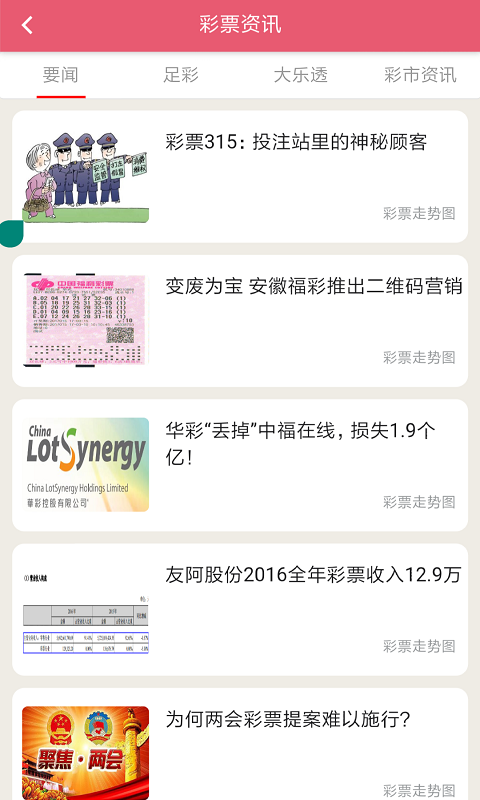 彩票资讯
要闻
足彩
大乐透
彩市资讯
彩票315：投注站里的神秘顾客
彩票走势图
变废为宝 安徽福彩推出二维码营销
中国福利彩票
彩票走势图
华彩“丢掉”中福在线，损失1.9个
亿！
China
LotSynergy
China LotSynergy Holdings Limited
華彩控股有限公司
彩票走势图
友阿股份2016全年彩票收入12.9万
彩票走势图
为何两会彩票提案难以施行？
聚焦·两会
彩票走势图